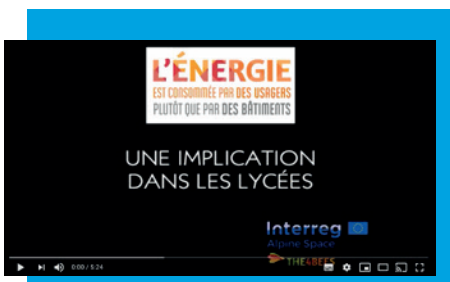 L'ÉNERGIE
EST CONSOMMÉE PAR DES USAGERS
PLUTÔT QUE PAR DES BÂTIMENTS
UNE IMPLICATION
DANS LES LYCÉES
Interreg
Alpine Space
THE4BEES
0:00 / 5:24